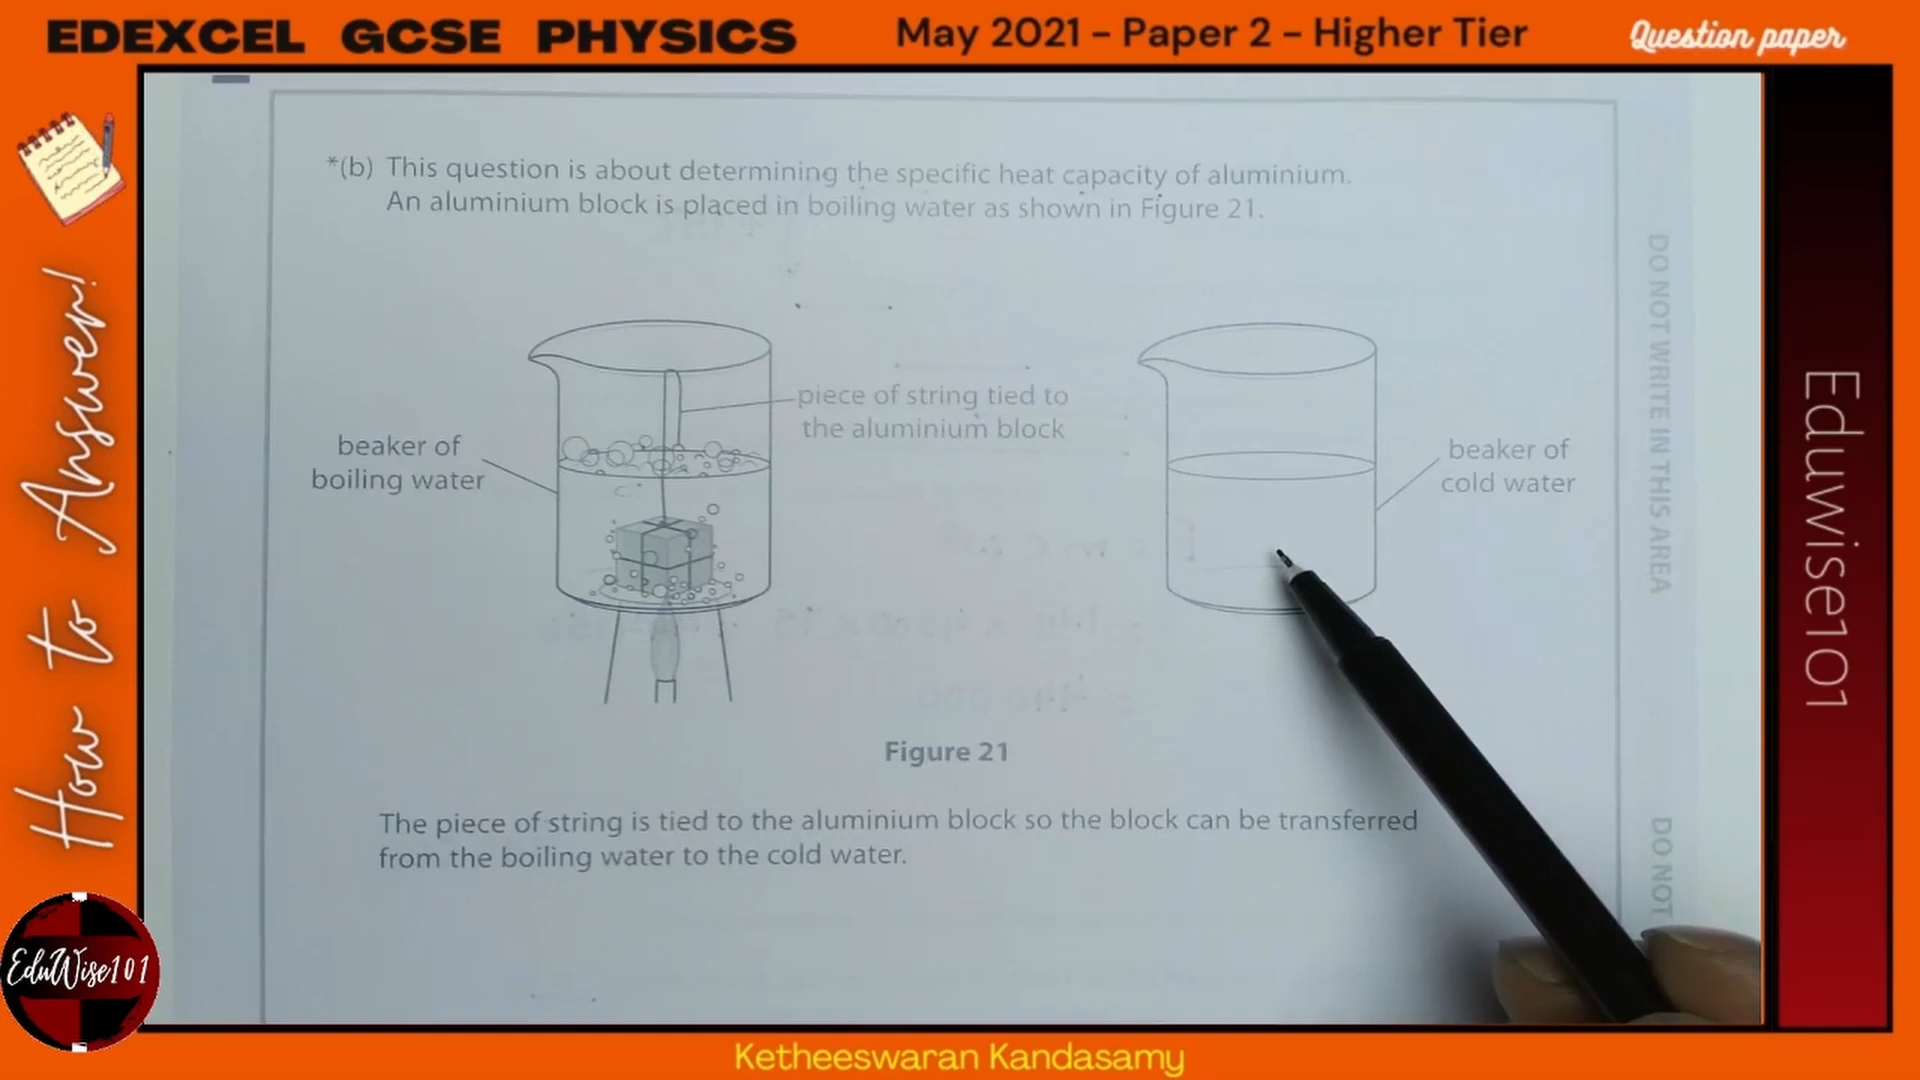 EDEXCEL GCSE PHYSICS
May 2021 - Paper 2 - Higher Tier
Question paper
How to Answer!
*(b) This question is about determining the specific heat capacity of aluminium.
An aluminium block is placed in boiling water as shown in Figure 21.
piece of string tied to
the aluminium block
beaker of
boiling water
beaker of
cold water
Figure 21
The piece of string is tied to the aluminium block so the block can be transferred
from the boiling water to the cold water.
DO NOT WRITE IN THIS AREA
DO NOT
Eduwise101
EduWise101
Ketheeswaran Kandasamy